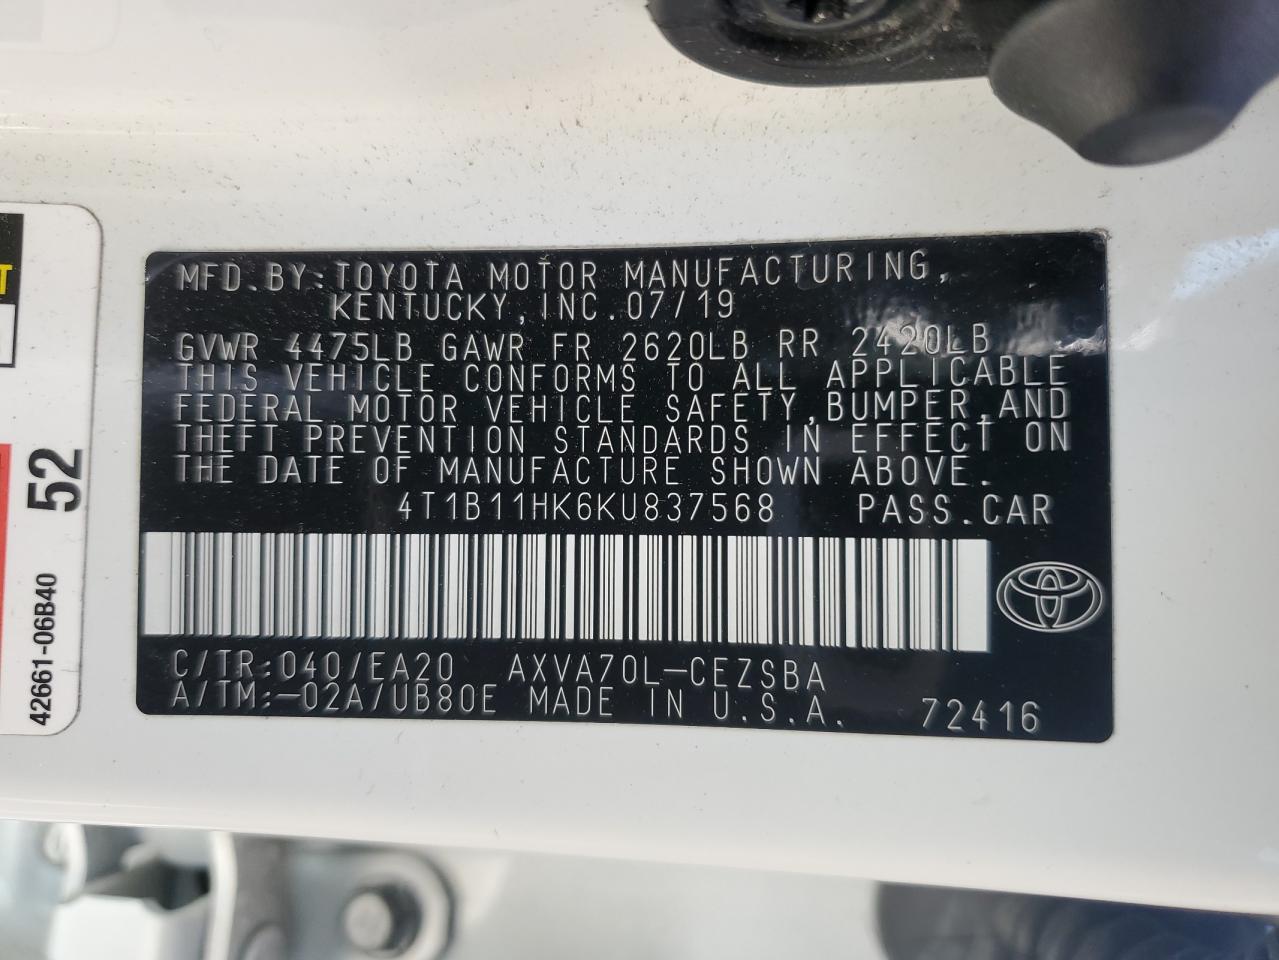 MFD.BY:TOYOTA MOTOR MANUFACTURING,
KENTUCKY,INC.07/19
GVWR 4475LB GAWR FR 2620LB RR 2420LB
THIS VEHICLE CONFORMS TO ALL APPLICABLE
FEDERAL MOTOR VEHICLE SAFETY,BUMPER,AND
THEFT PREVENTION STANDARDS IN EFFECT ON
THE DATE OF MANUFACTURE SHOWN ABOVE.
4T1B11HK6KU837568 PASS.CAR
C/TR:040/EA20 AXVA70L-CEZSBA
A/TM:-02A/UB80E MADE IN U.S.A. 72416
52
42661-06B40
T